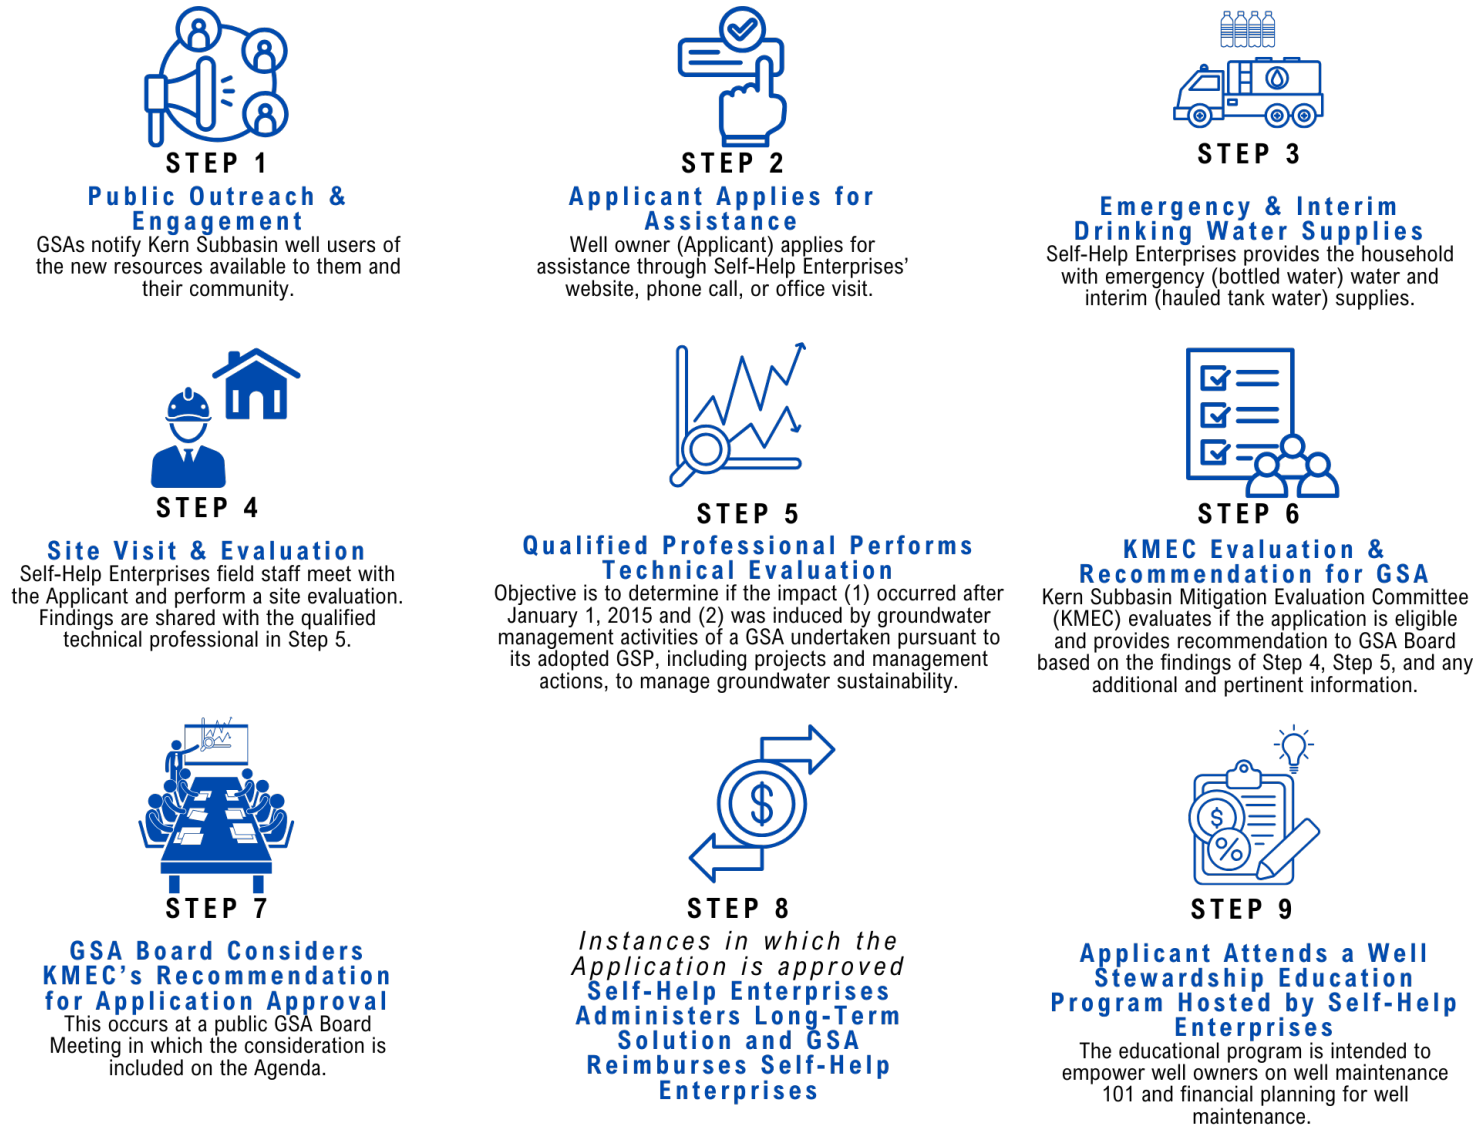 STEP 1
Public Outreach &
Engagement
GSAs notify Kern Subbasin well users of
the new resources available to them and
their community.
STEP 2
Applicant Applies for
Assistance
Well owner (Applicant) applies for
assistance through Self-Help Enterprises’
website, phone call, or office visit.
STEP 3
Emergency & Interim
Drinking Water Supplies
Self-Help Enterprises provides the household
with emergency (bottled water) water and
interim (hauled tank water) supplies.
STEP 4
Site Visit & Evaluation
Self-Help Enterprises field staff meet with
the Applicant and perform a site evaluation.
Findings are shared with the qualified
technical professional in Step 5.
STEP 5
Qualified Professional Performs
Technical Evaluation
Objective is to determine if the impact (1) occurred after
January 1, 2015 and (2) was induced by groundwater
management activities of a GSA undertaken pursuant to
its adopted GSP, including projects and management
actions, to manage groundwater sustainability.
STEP 6
KMEC Evaluation &
Recommendation for GSA
Kern Subbasin Mitigation Evaluation Committee
(KMEC) evaluates if the application is eligible
and provides recommendation to GSA Board
based on the findings of Step 4, Step 5, and any
additional and pertinent information.
STEP 7
GSA Board Considers
KMEC’s Recommendation
for Application Approval
This occurs at a public GSA Board
Meeting in which the consideration is
included on the Agenda.
$
STEP 8
Instances in which the
Application is approved
Self-Help Enterprises
Administers Long-Term
Solution and GSA
Reimburses Self-Help
Enterprises
$
%
STEP 9
Applicant Attends a Well
Stewardship Education
Program Hosted by Self-Help
Enterprises
The educational program is intended to
empower well owners on well maintenance
101 and financial planning for well
maintenance.